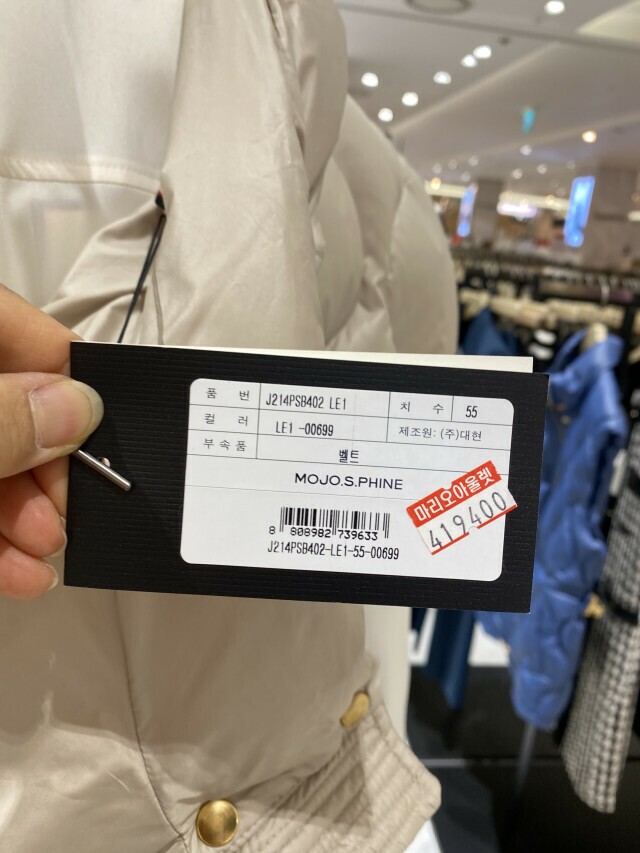 품 번 J214PSB402 LE1 치 수 55
컬 러 LE1 -00699 제조원: (주)대현
부속품 벨트
MOJO.S.PHINE
마리오아울렛
419400
8 808982 739633
J214PSB402-LE1-55-00699